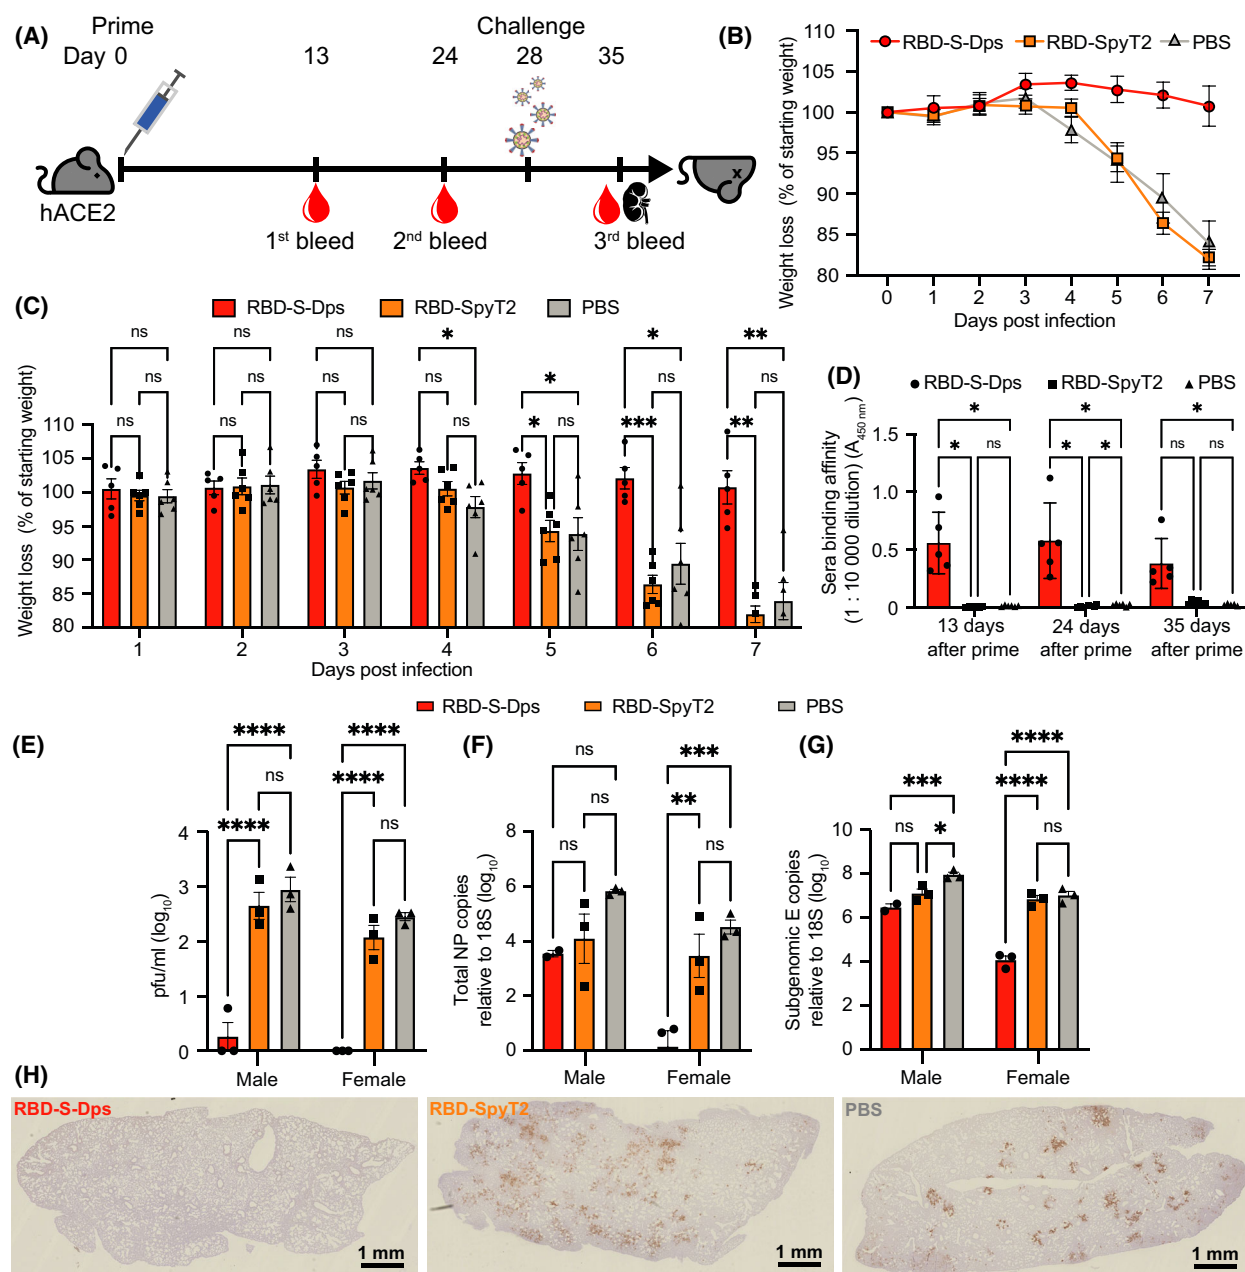 (A)
Prime
Challenge
Day 0
13
24
28
35
hACE2
1st bleed
2nd bleed
3rd bleed
x
(B)
RBD-S-Dps
RBD-SpyT2
PBS
Weight loss (% of starting weight)
110
105
100
95
90
85
80
0 1 2 3 4 5 6 7
Days post infection
(C)
RBD-S-Dps
RBD-SpyT2
PBS
Weight loss (% of starting weight)
110
105
100
95
90
85
80
ns
ns
ns
ns
ns
ns
ns
ns
ns
*
ns
ns
*
*
ns
*
***
ns
**
**
ns
1 2 3 4 5 6 7
Days post infection
(D)
RBD-S-Dps
RBD-SpyT2
PBS
Sera binding affinity
(1 : 10 000 dilution) (A450 nm)
1.5
1.0
0.5
0
*
*
ns
*
*
*
*
ns
ns
13 days
after prime
24 days
after prime
35 days
after prime
RBD-S-Dps
RBD-SpyT2
PBS
(E)
pfu/ml (log10)
4
3
2
1
0
****
ns
****
****
****
ns
Male
Female
(F)
Total NP copies
relative to 18S (log10)
8
6
4
2
0
ns
ns
ns
***
**
ns
Male
Female
(G)
Subgenomic E copies
relative to 18S (log10)
10
8
6
4
2
0
***
ns
*
****
****
ns
Male
Female
(H)
RBD-S-Dps
1 mm
RBD-SpyT2
1 mm
PBS
1 mm